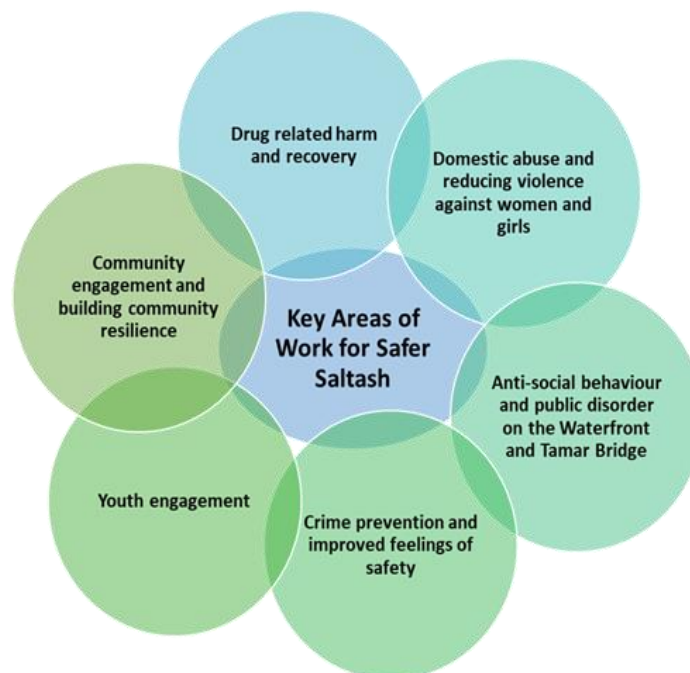 Drug related harm
and recovery
Domestic abuse and
reducing violence
against women and
girls
Community
engagement and
building community
resilience
Key Areas of
Work for Safer
Saltash
Anti-social behaviour
and public disorder
on the Waterfront
and Tamar Bridge
Youth engagement
Crime prevention and
improved feelings of
safety